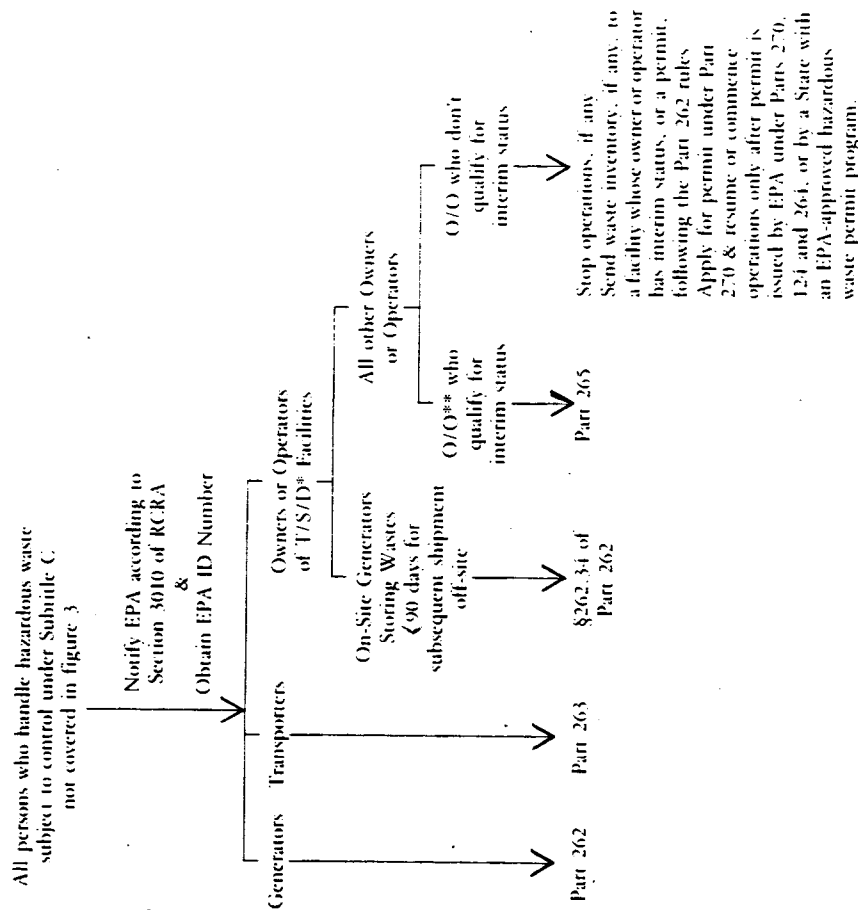 All persons who handle hazardous waste
subject to control under Subtitle C
not covered in figure 3
Notify EPA according to
Section 3010 of RCRA
&
Obtain EPA ID Number
Generators
Transporters
Owners or Operators
of T/S/D* Facilities
On-Site Generators
Storing Wastes
<90 days for
subsequent shipment
off-site
All other Owners
or Operators
O/O** who
qualify for
interim status
O/O who don't
qualify for
interim status
Part 262
Part 263
§262.34 of
Part 262
Part 265
Stop operations, if any
Send waste inventory, if any, to
a facility whose owner or operator
has interim status, or a permit,
following the Part 262 rules
Apply for permit under Part
270 & resume or commence
operations only after permit is
issued by EPA under Parts 270,
124 and 264, or by a State with
an EPA-approved hazardous
waste permit program.